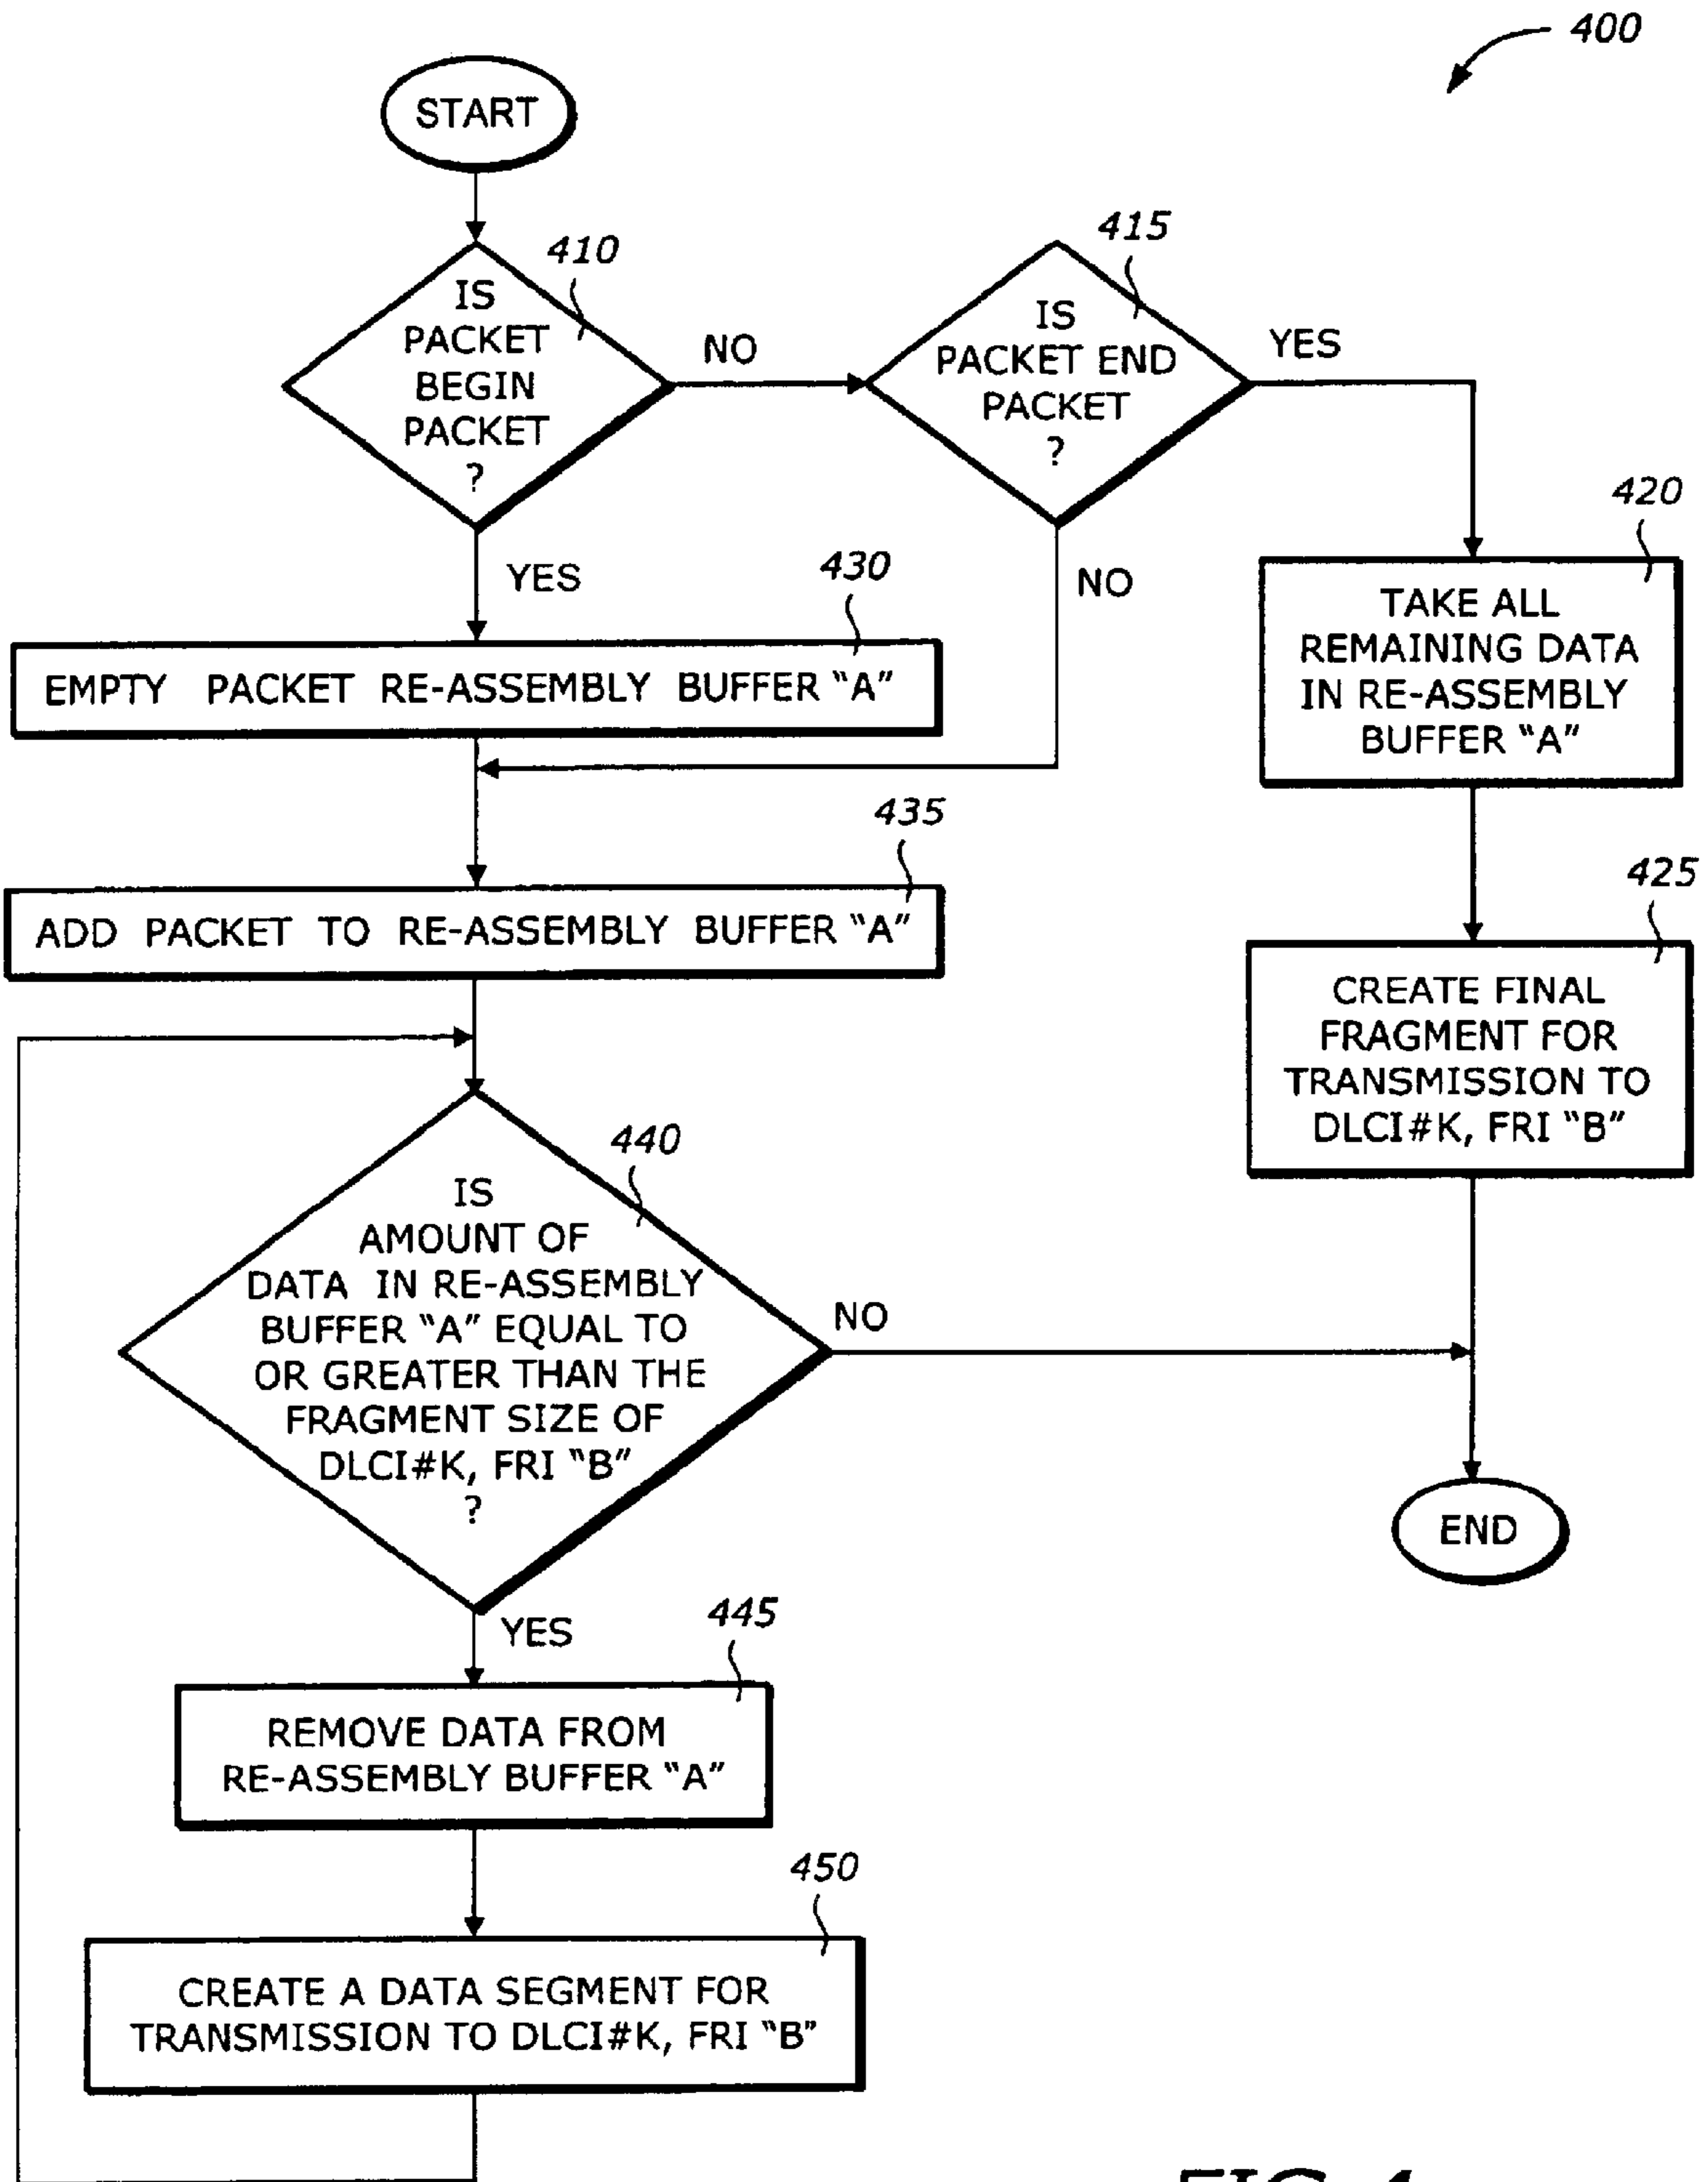 400
START
410
IS
PACKET
BEGIN
PACKET
?
NO
415
IS
PACKET END
PACKET
?
YES
420
TAKE ALL
REMAINING DATA
IN RE-ASSEMBLY
BUFFER “A”
YES
NO
430
EMPTY PACKET RE-ASSEMBLY BUFFER “A”
435
ADD PACKET TO RE-ASSEMBLY BUFFER “A”
425
CREATE FINAL
FRAGMENT FOR
TRANSMISSION TO
DLCI#K, FRI “B”
440
IS
AMOUNT OF
DATA IN RE-ASSEMBLY
BUFFER “A” EQUAL TO
OR GREATER THAN THE
FRAGMENT SIZE OF
DLCI#K, FRI “B”
?
NO
END
YES
445
REMOVE DATA FROM
RE-ASSEMBLY BUFFER “A”
450
CREATE A DATA SEGMENT FOR
TRANSMISSION TO DLCI#K, FRI “B”